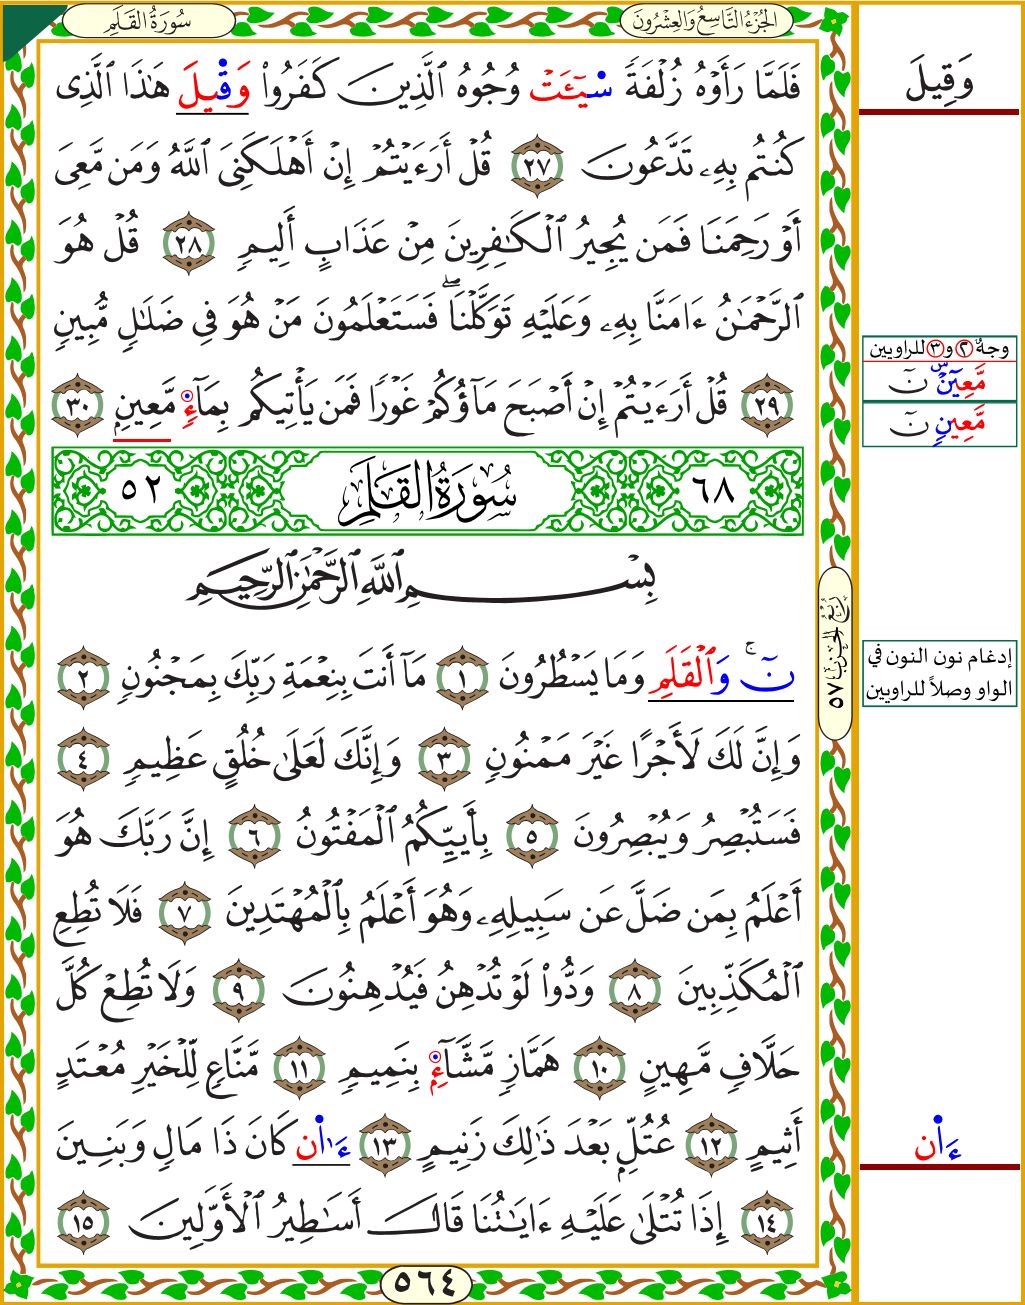 سُورَةُ القَلَمِ
الجُزْءُ التَّاسِعُ وَالعِشْرُونَ
فَلَمَّا رَأَوْهُ زُلْفَةً سِيٓـَٔتْ وُجُوهُ ٱلَّذِينَ كَفَرُوا۟ وَقِيلَ هَٰذَا ٱلَّذِى
كُنتُم بِهِۦ تَدَّعُونَ ٢٧ قُلْ أَرَءَيْتُمْ إِنْ أَهْلَكَنِىَ ٱللَّهُ وَمَن مَّعِىَ
أَوْ رَحِمَنَا فَمَن يُجِيرُ ٱلْكَٰفِرِينَ مِنْ عَذَابٍ أَلِيمٍ ٢٨ قُلْ هُوَ
ٱلرَّحْمَٰنُ ءَامَنَّا بِهِۦ وَعَلَيْهِ تَوَكَّلْنَا ۖ فَسَتَعْلَمُونَ مَنْ هُوَ فِى ضَلَٰلٍ مُّبِينٍ
٢٩ قُلْ أَرَءَيْتُمْ إِنْ أَصْبَحَ مَآؤُكُمْ غَوْرًا فَمَن يَأْتِيكُم بِمَآءٍ مَّعِينٍ ٣٠
٦٨ سُورَةُ القَلَمِ ٥٢
بِسْمِ ٱللَّهِ ٱلرَّحْمَٰنِ ٱلرَّحِيمِ
نٓ ۚ وَٱلْقَلَمِ وَمَا يَسْطُرُونَ ١ مَآ أَنتَ بِنِعْمَةِ رَبِّكَ بِمَجْنُونٍ ٢
وَإِنَّ لَكَ لَأَجْرًا غَيْرَ مَمْنُونٍ ٣ وَإِنَّكَ لَعَلَىٰ خُلُقٍ عَظِيمٍ ٤
فَسَتُبْصِرُ وَيُبْصِرُونَ ٥ بِأَييِّكُمُ ٱلْمَفْتُونُ ٦ إِنَّ رَبَّكَ هُوَ
أَعْلَمُ بِمَن ضَلَّ عَن سَبِيلِهِۦ وَهُوَ أَعْلَمُ بِٱلْمُهْتَدِينَ ٧ فَلَا تُطِعِ
ٱلْمُكَذِّبِينَ ٨ وَدُّوا۟ لَوْ تُدْهِنُ فَيُدْهِنُونَ ٩ وَلَا تُطِعْ كُلَّ
حَلَّافٍ مَّهِينٍ ١٠ هَمَّازٍ مَّشَّآءٍ بِنَمِيمٍ ١١ مَّنَّاعٍ لِّلْخَيْرِ مُعْتَدٍ
أَثِيمٍ ١٢ عُتُلٍّ بَعْدَ ذَٰلِكَ زَنِيمٍ ١٣ ءَا۬ن كَانَ ذَا مَالٍ وَبَنِينَ
١٤ إِذَا تُتْلَىٰ عَلَيْهِ ءَايَٰتُنَا قَالَ أَسَٰطِيرُ ٱلْأَوَّلِينَ ١٥
٥٦٤
رُبْعُ الحِزْبِ ٥٧
وَقِيلَ
وجهٌ ٢ و٣ للراويين
مَّعِينٍۜ نٓ
مَّعِينٍ نٓ
إدغام نون النون في
الواو وصلاً للراويين
ءَا۬ن